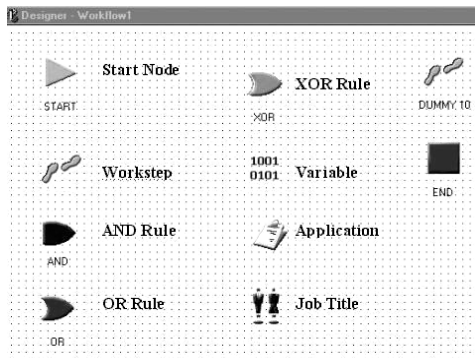 Designer - Workflow1
Start Node
START
XOR Rule
XOR
DUMMY 10
Workstep
1001
0101
Variable
END
AND Rule
AND
Application
OR Rule
OR
Job Title